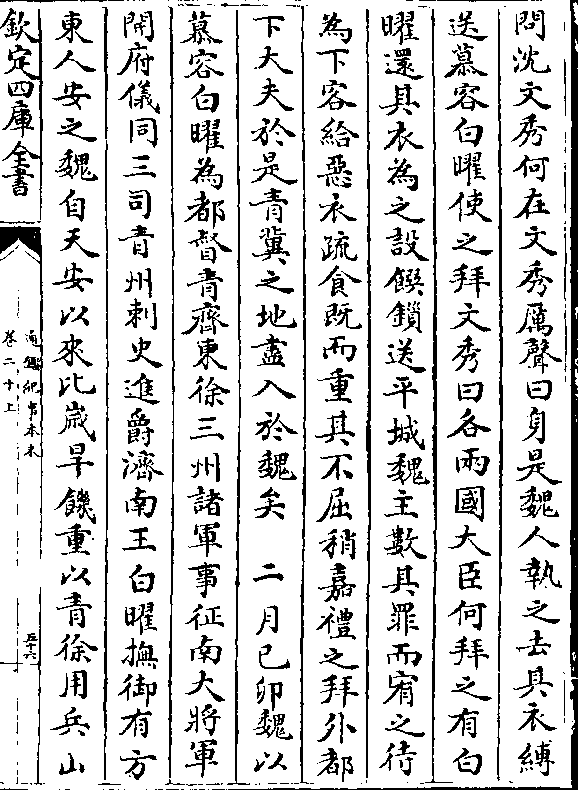 問沈文秀何在文秀厲聲曰身是魏人執之去其衣縛
送慕容白曜使之拜文秀曰各兩國大臣何拜之有白
曜還其衣為之設饌鎖送平城魏主數其罪而宥之待
為下客給惡衣疏食既而重其不屈稍嘉禮之拜外都
下大夫於是青冀之地盡入於魏矣　二月己卯魏以
慕容白曜為都督青齊東徐三州諸軍事征南大將軍
開府儀同三司青州刺史進爵濟南王白曜撫御有方
東人安之魏自天安以來比歲旱饑重以青徐用兵山
欽定四庫全書
通鑑紀事本末
卷二十上
五十六